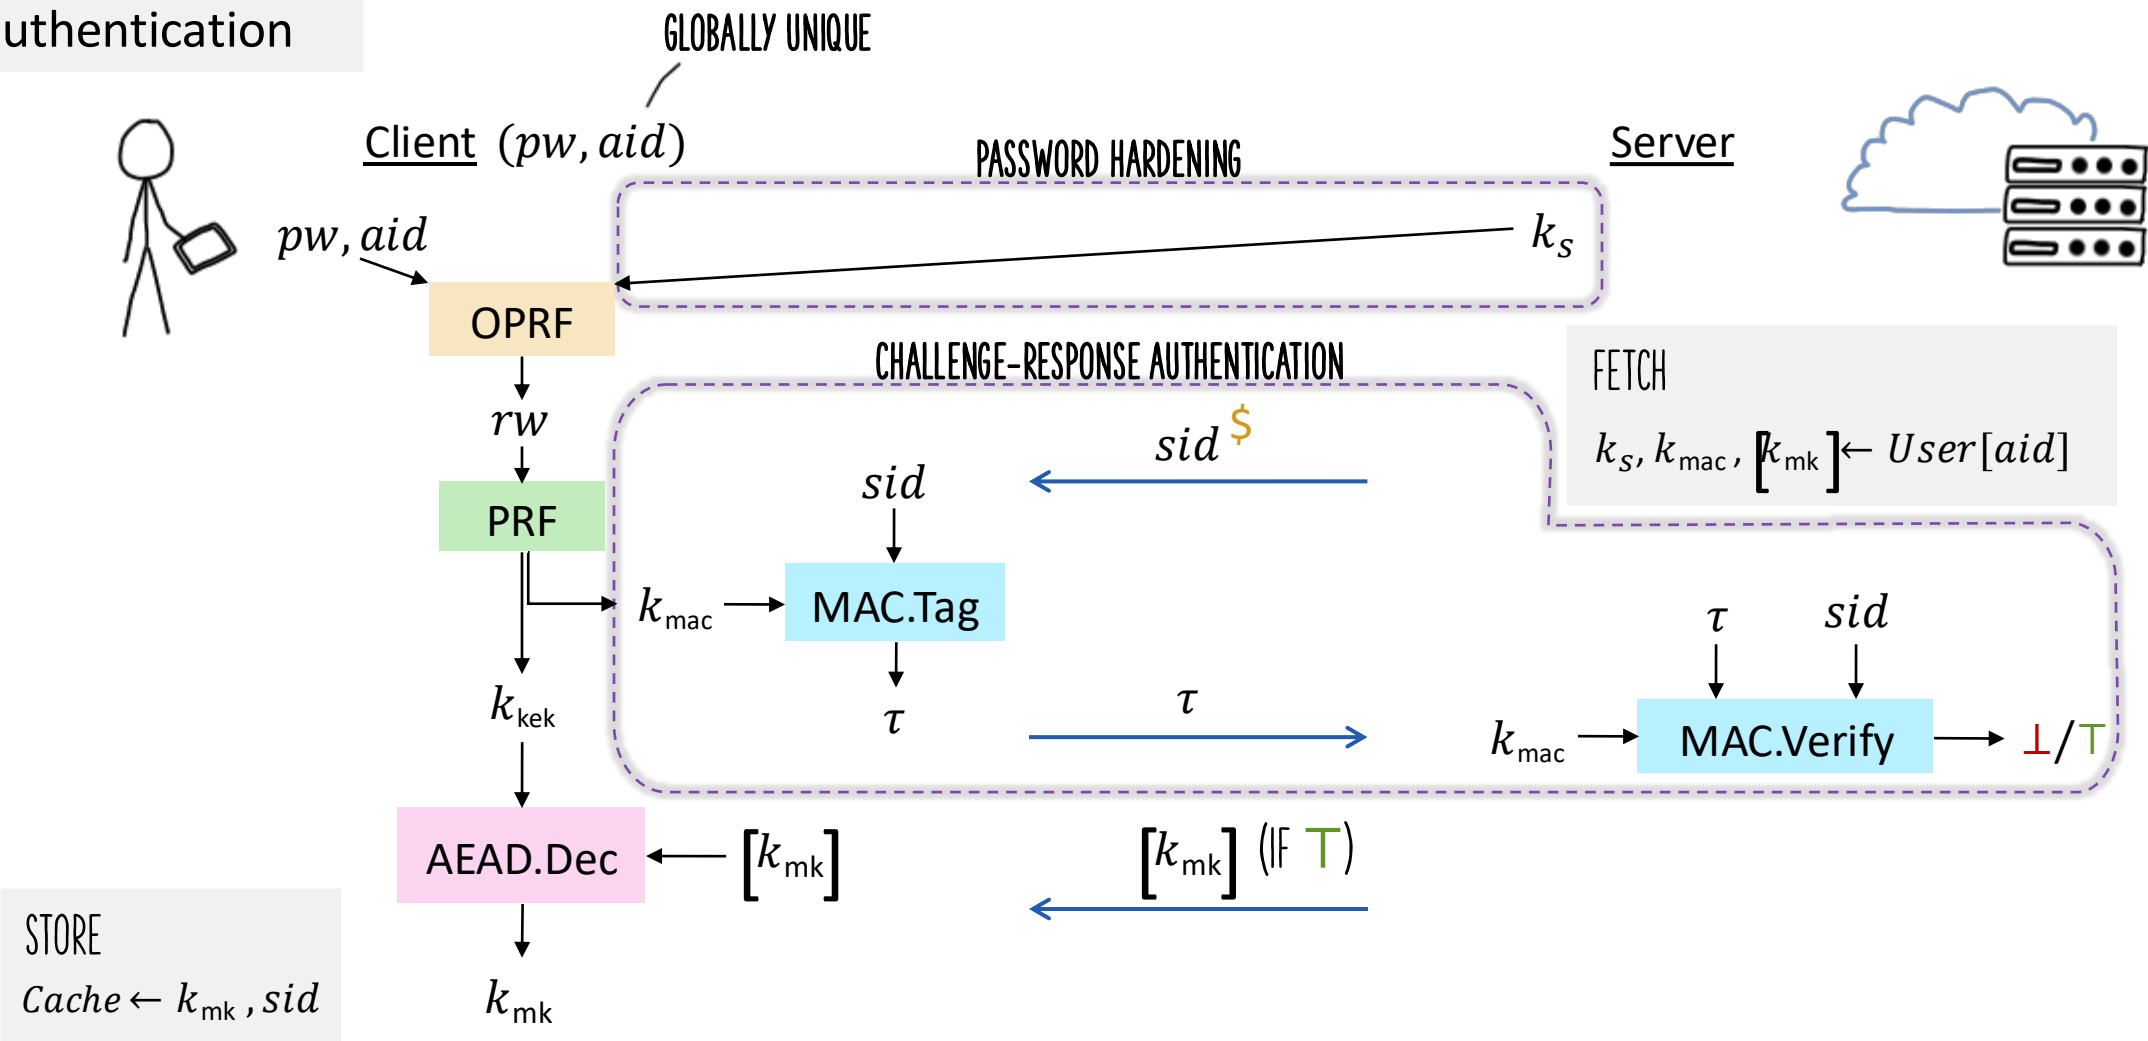 uthentication
GLOBALLY UNIQUE
Client (pw, aid)
PASSWORD HARDENING
Server
pw, aid
k_s
OPRF
CHALLENGE-RESPONSE AUTHENTICATION
FETCH
k_s, k_mac, [k_mk] ← User[aid]
rw
sid $
sid
PRF
k_mac
MAC.Tag
τ
sid
k_kek
τ
τ
k_mac
MAC.Verify
⊥/⊤
AEAD.Dec
[k_mk]
[k_mk] (IF ⊤)
STORE
Cache ← k_mk, sid
k_mk